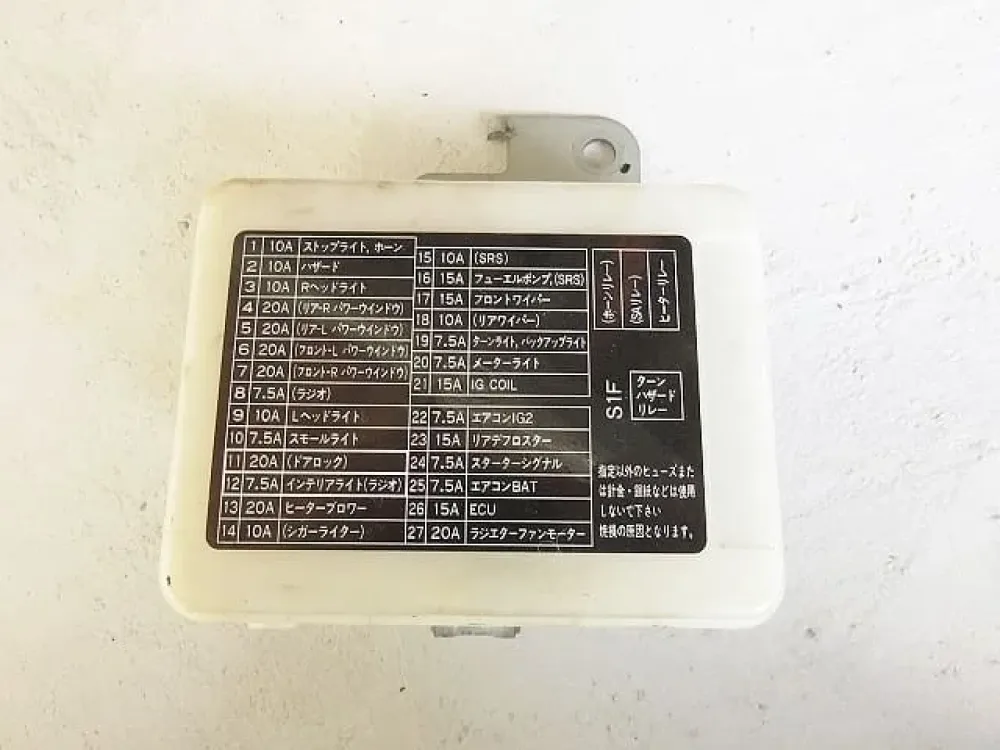 1 10A ストップライト, ホーン
2 10A ハザード
3 10A Rヘッドライト
4 20A (リア-R パワーウインドウ)
5 20A (リア-L パワーウインドウ)
6 20A (フロント-L パワーウインドウ)
7 20A (フロント-R パワーウインドウ)
8 7.5A (ラジオ)
9 10A Lヘッドライト
10 7.5A スモールライト
11 20A (ドアロック)
12 7.5A インテリアライト(ラジオ)
13 20A ヒーターブロワー
14 10A (シガーライター)
15 10A (SRS)
16 15A フューエルポンプ,(SRS)
17 15A フロントワイパー
18 10A (リアワイパー)
19 7.5A ターンライト, バックアップライト
20 7.5A メーターライト
21 15A IG COIL
22 7.5A エアコンIG2
23 15A リアデフロスター
24 7.5A スターターシグナル
25 7.5A エアコンBAT
26 15A ECU
27 20A ラジエターファンモーター
(ホーンリレー)
(SAリレー)
ヒーターリレー
S1F
ターン
ハザード
リレー
指定以外のヒューズまた
は針金・銀紙などは使用
しないで下さい
焼損の原因となります。